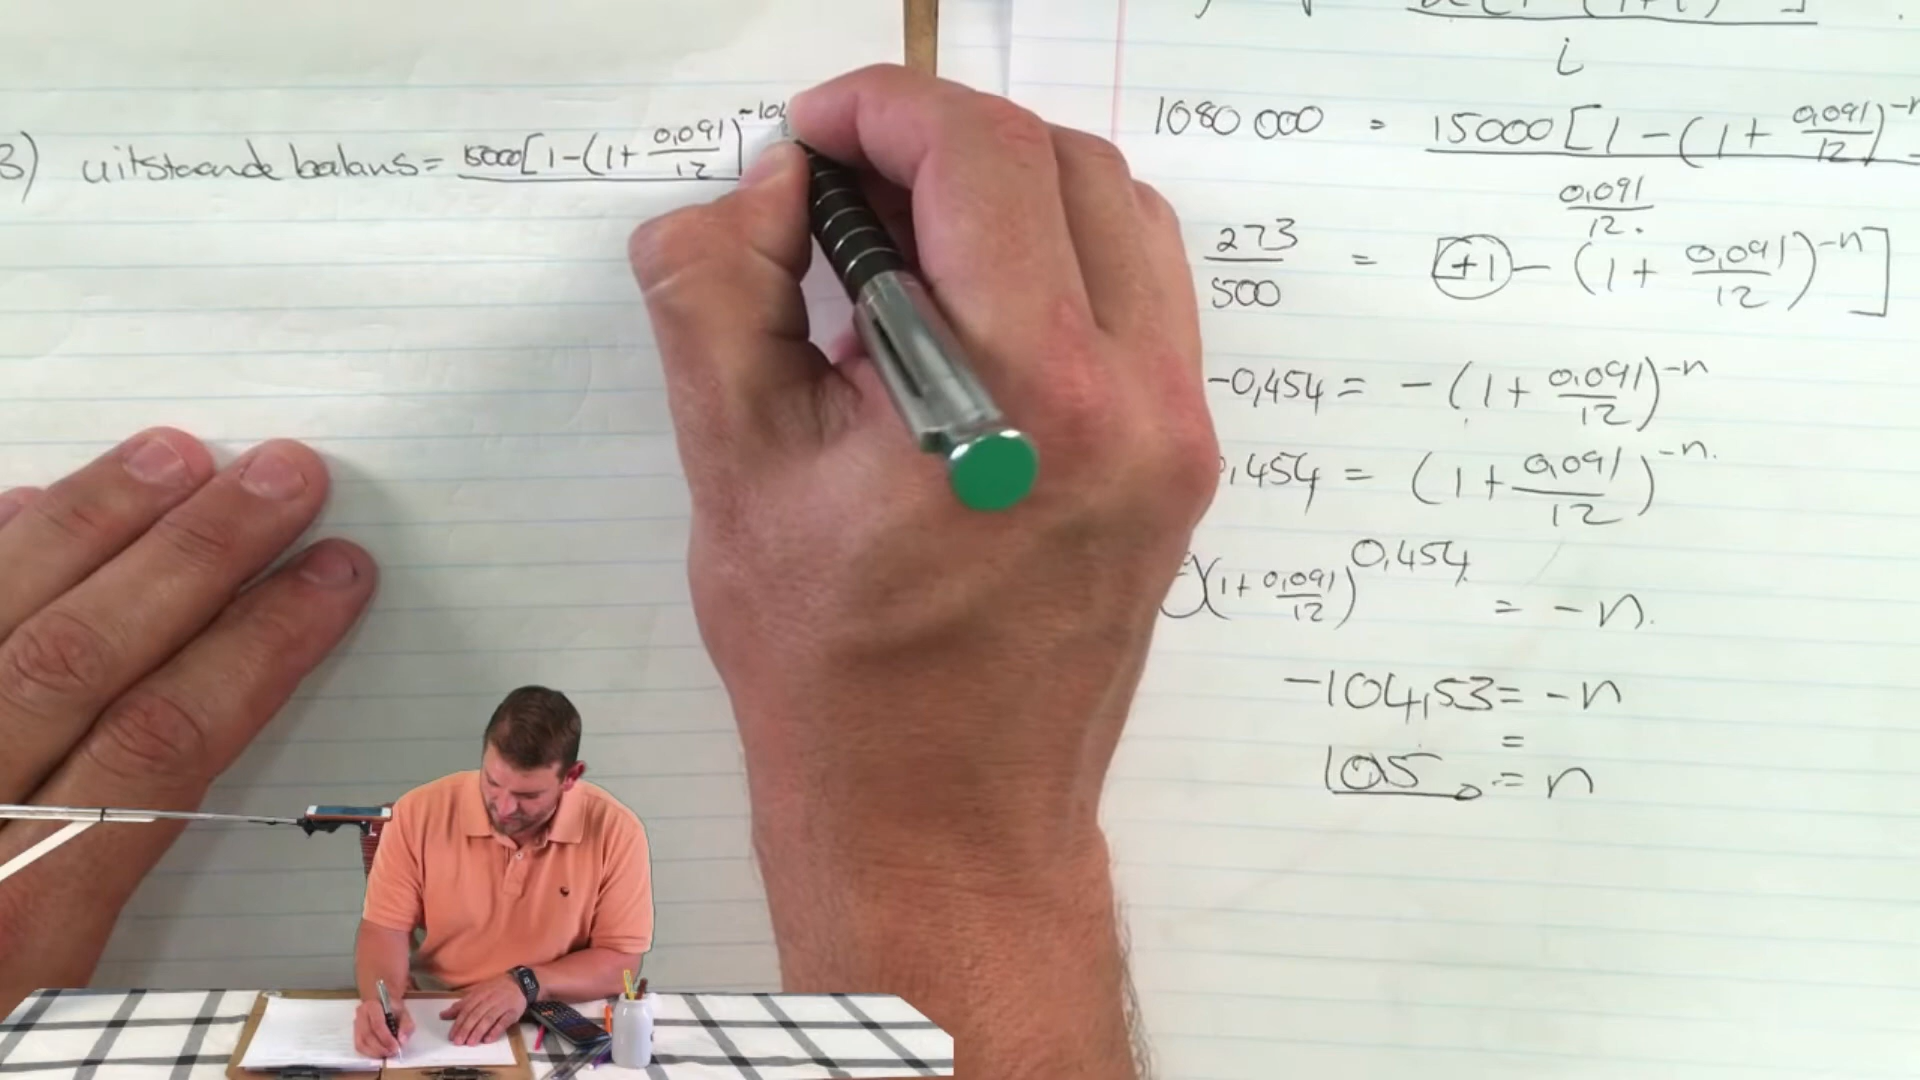 3) uitstaande balans = 15000[1-(1+0,091/12)^-104
i
1080 000 = 15000[1-(1+0,091/12)^-n
0,091/12.
273/500 = +1-(1+0,091/12)^-n]
-0,454 = -(1+0,091/12)^-n
,454 = (1+0,091/12)^-n.
(1+0,091/12) 0,454 = -n.
-104,53 = -n
=
105 = n